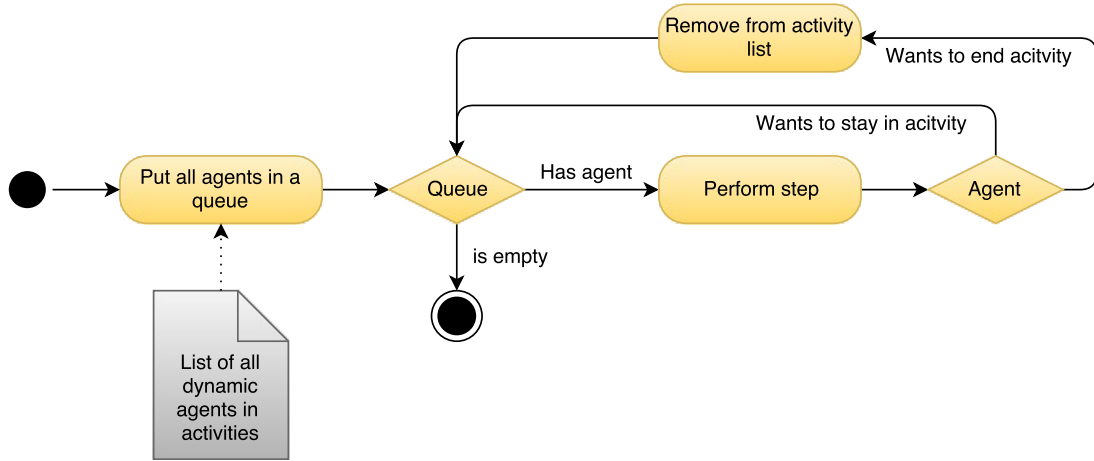 Remove from activity
list
Wants to end acitvity
Wants to stay in acitvity
Put all agents in a
queue
Queue
Has agent
Perform step
Agent
is empty
List of all
dynamic
agents in
activities